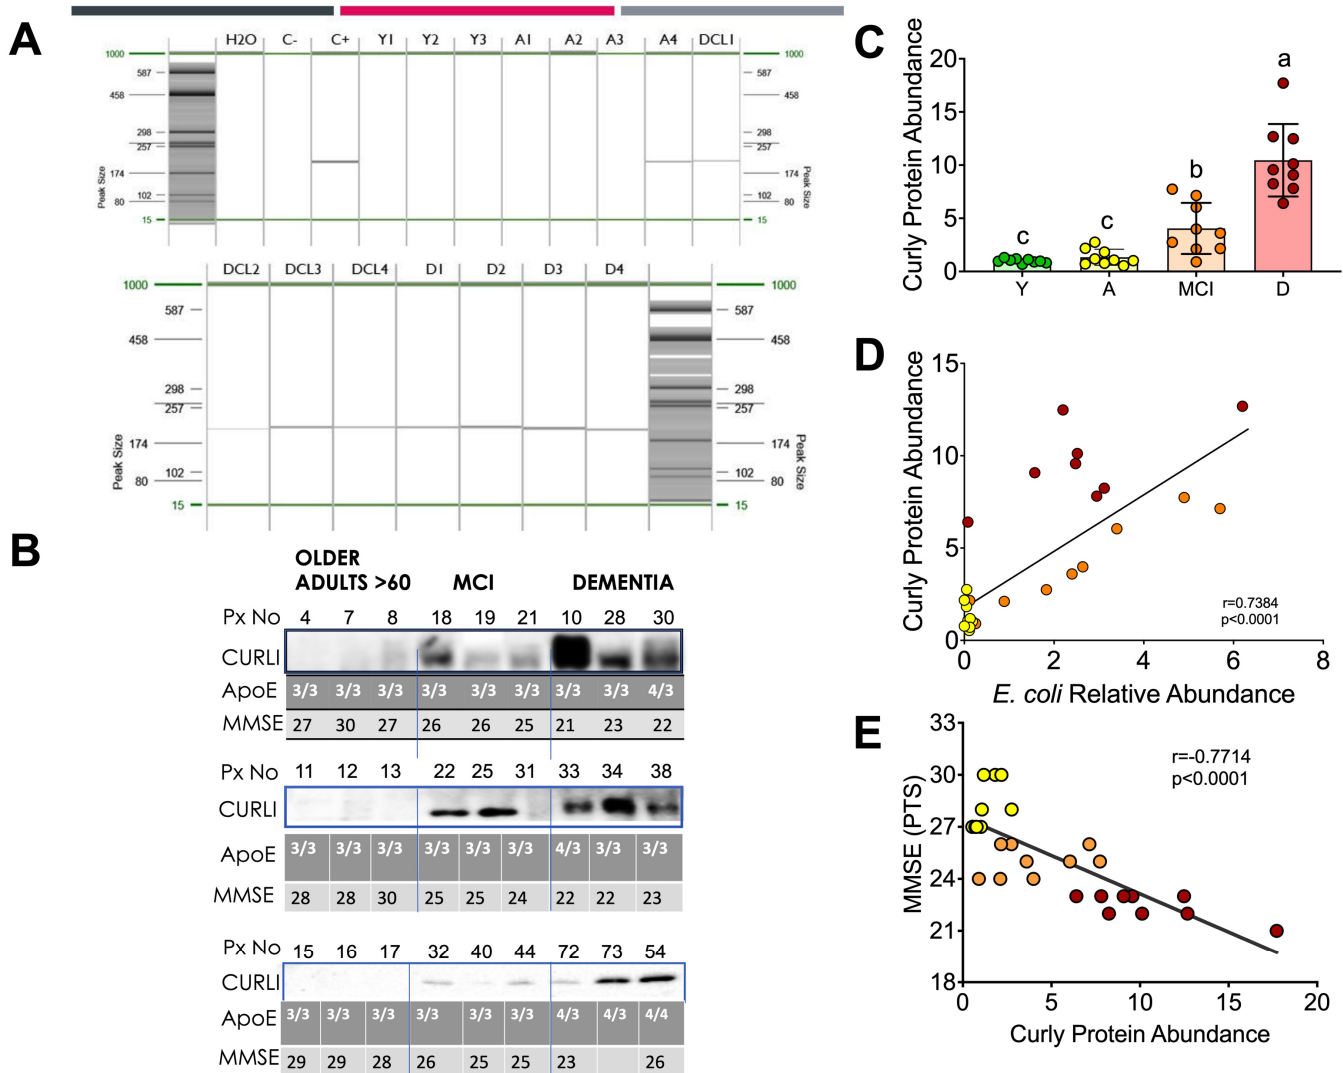 A
H2O C- C+ Y1 Y2 Y3 A1 A2 A3 A4 DCL1
1000 1000
587 587
458 458
298 298
257 257
174 174
102 102
80 80
15 15
Peak Size Peak Size
DCL2 DCL3 DCL4 D1 D2 D3 D4
1000 1000
587 587
458 458
298 298
257 257
174 174
102 102
80 80
15 15
Peak Size Peak Size
B
OLDER
ADULTS >60 MCI DEMENTIA
Px No 4 7 8 18 19 21 10 28 30
CURLI
ApoE 3/3 3/3 3/3 3/3 3/3 3/3 3/3 3/3 4/3
MMSE 27 30 27 26 26 25 21 23 22
Px No 11 12 13 22 25 31 33 34 38
CURLI
ApoE 3/3 3/3 3/3 3/3 3/3 3/3 4/3 3/3 3/3
MMSE 28 28 30 25 25 24 22 22 23
Px No 15 16 17 32 40 44 72 73 54
CURLI
ApoE 3/3 3/3 3/3 3/3 3/3 3/3 4/3 4/3 4/4
MMSE 29 29 28 26 25 25 23 26
C
Curly Protein Abundance
20
15
10
5
0
c c b a
Y A MCI D
D
Curly Protein Abundance
15
10
5
0
r=0.7384
p<0.0001
0 2 4 6 8
E. coli Relative Abundance
E
MMSE (PTS)
33
30
27
24
21
18
r=-0.7714
p<0.0001
0 5 10 15 20
Curly Protein Abundance